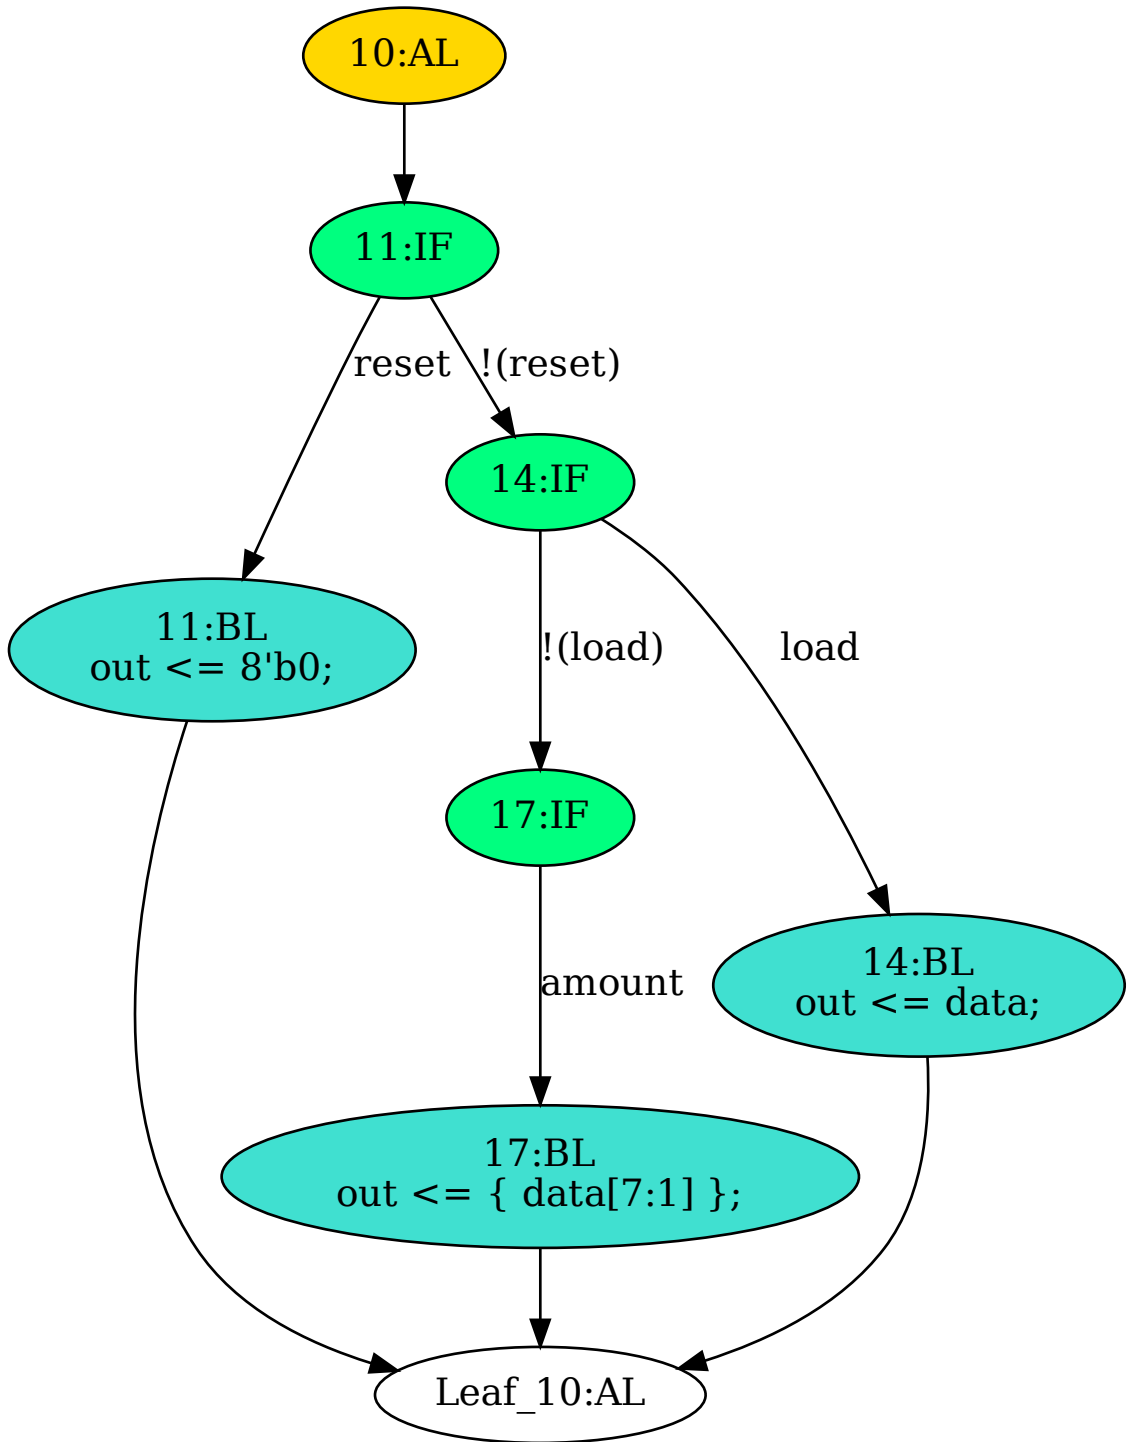 10:AL
11:IF
reset
!(reset)
14:IF
11:BL
out <= 8'b0;
!(load)
load
17:IF
14:BL
out <= data;
amount
17:BL
out <= { data[7:1] };
Leaf_10:AL